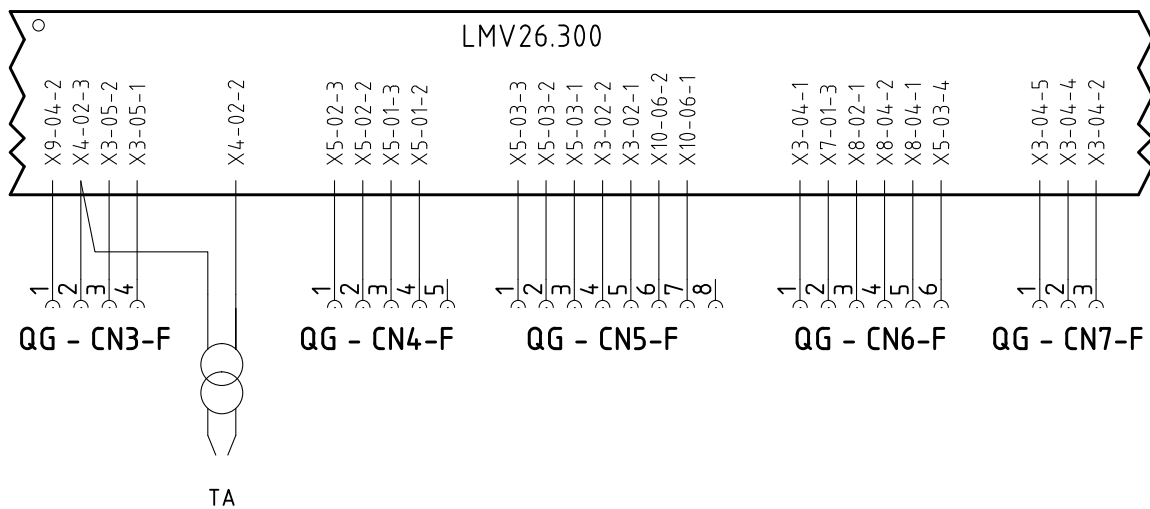 LMV26.300
X9-04-2
X4-02-3
X3-05-2
X3-05-1
X4-02-2
X5-02-3
X5-02-2
X5-01-3
X5-01-2
X5-03-3
X5-03-2
X5-03-1
X3-02-2
X3-02-1
X10-06-2
X10-06-1
X3-04-1
X7-01-3
X8-02-1
X8-04-2
X8-04-1
X5-03-4
X3-04-5
X3-04-4
X3-04-2
1 2 3 4
1 2 3 4 5
1 2 3 4 5 6 7 8
1 2 3 4 5 6
1 2 3
QG - CN3-F
QG - CN4-F
QG - CN5-F
QG - CN6-F
QG - CN7-F
TA